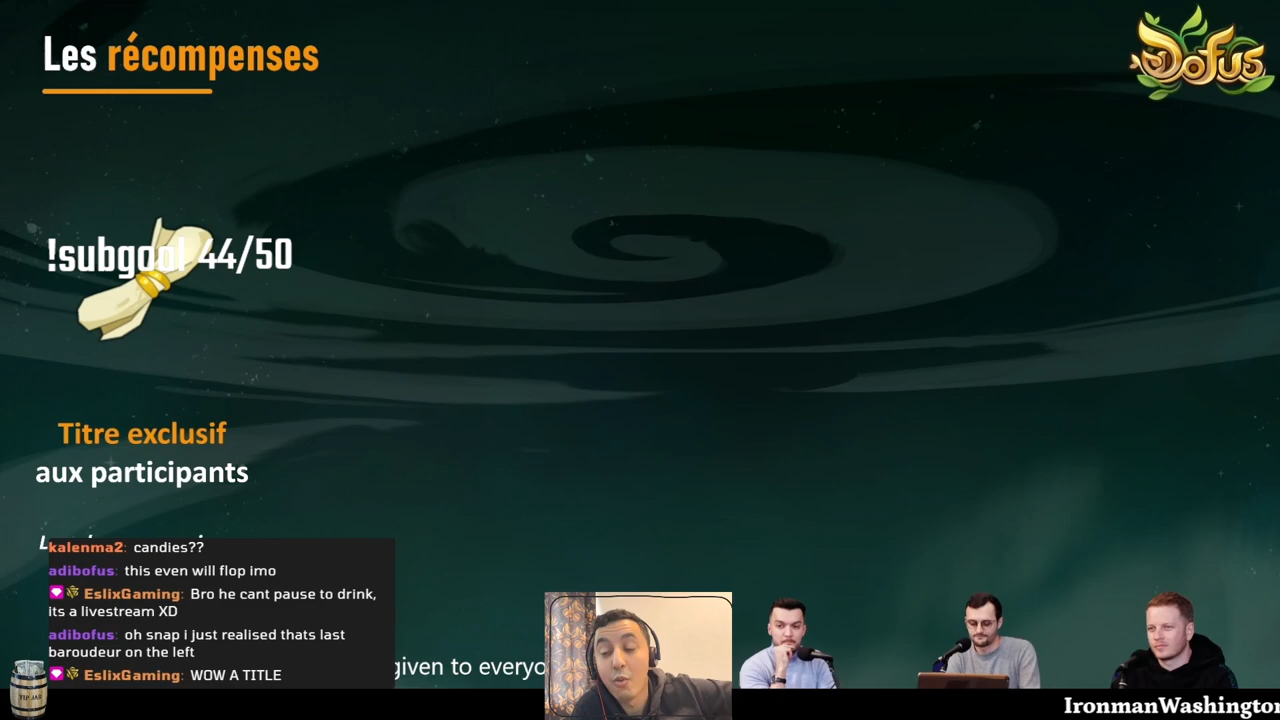 Les récompenses
Dofus
!subgoal 44/50
Titre exclusif
aux participants
kalenma2: candies??
adibofus: this even will flop imo
EslixGaming: Bro he cant pause to drink,
its a livestream XD
adibofus: oh snap i just realised thats last
baroudeur on the left
EslixGaming: WOW A TITLE
given to everyo
TIP JAR
IronmanWashington